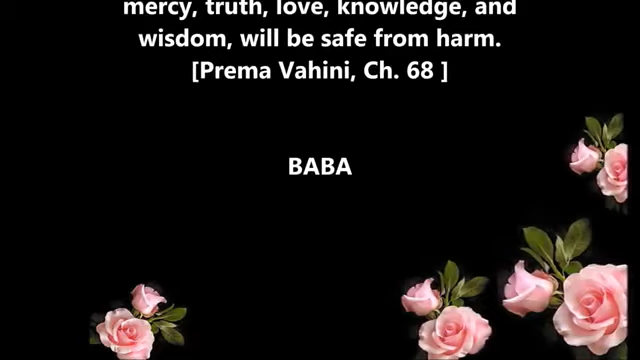 mercy, truth, love, knowledge, and
wisdom, will be safe from harm.
[Prema Vahini, Ch. 68 ]
BABA